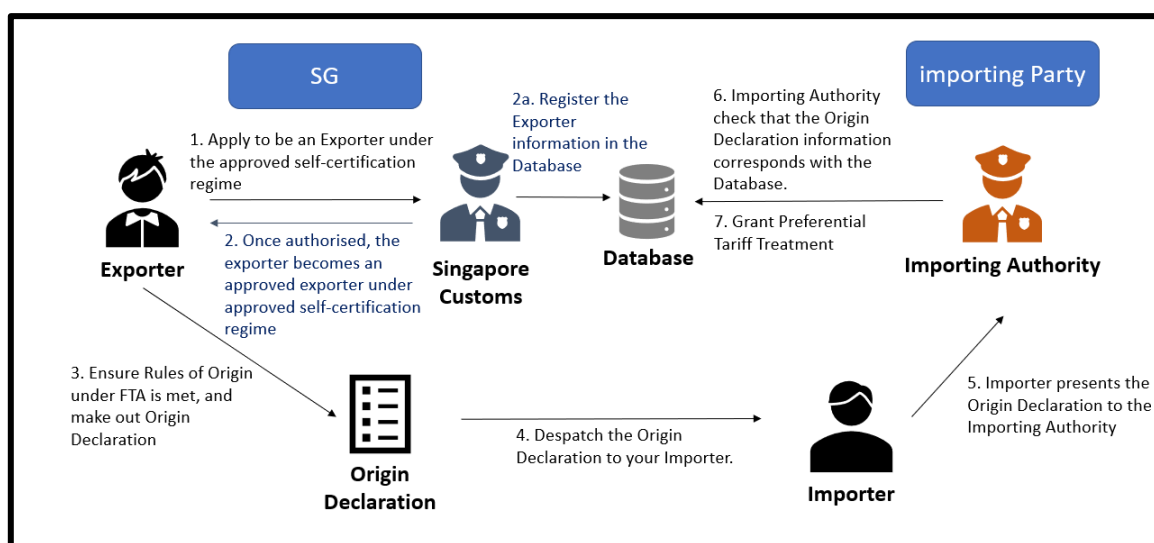 SG
importing Party
1. Apply to be an Exporter under
the approved self-certification
regime
2a. Register the
Exporter
information in the
Database
6. Importing Authority
check that the Origin
Declaration information
corresponds with the
Database.
7. Grant Preferential
Tariff Treatment
Exporter
2. Once authorised, the
exporter becomes an
approved exporter under
approved self-certification
regime
Singapore
Customs
Database
Importing Authority
3. Ensure Rules of Origin
under FTA is met, and
make out Origin
Declaration
Origin
Declaration
4. Despatch the Origin
Declaration to your Importer.
Importer
5. Importer presents the
Origin Declaration to the
Importing Authority